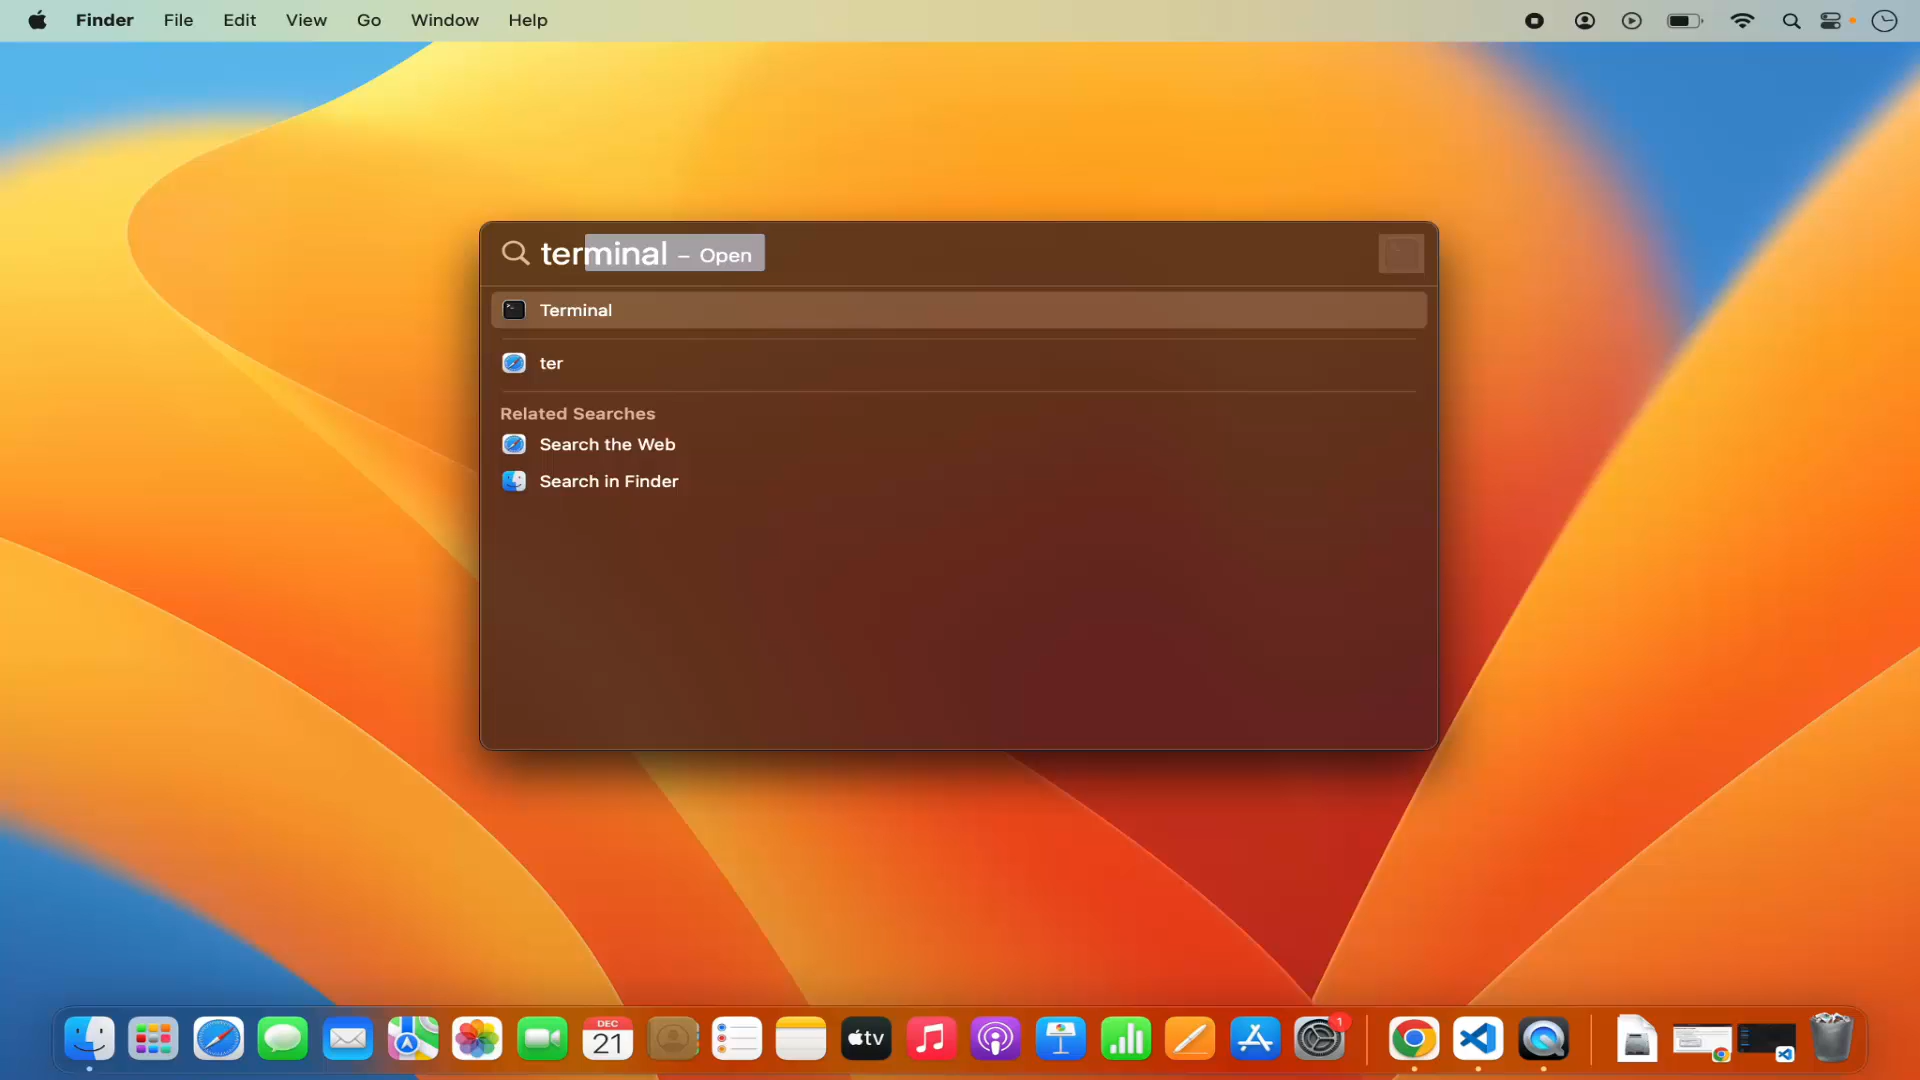 Finder File Edit View Go Window Help
terminal – Open
Terminal
ter
Related Searches
Search the Web
Search in Finder
DEC
21
tv
1